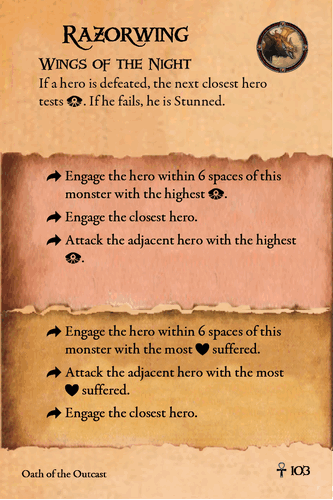 Razorwing
Wings of the Night
If a hero is defeated, the next closest hero
tests . If he fails, he is Stunned.
Engage the hero within 6 spaces of this
monster with the highest .
Engage the closest hero.
Attack the adjacent hero with the highest
.
Engage the hero within 6 spaces of this
monster with the most ♥ suffered.
Attack the adjacent hero with the most
♥ suffered.
Engage the closest hero.
Oath of the Outcast
103